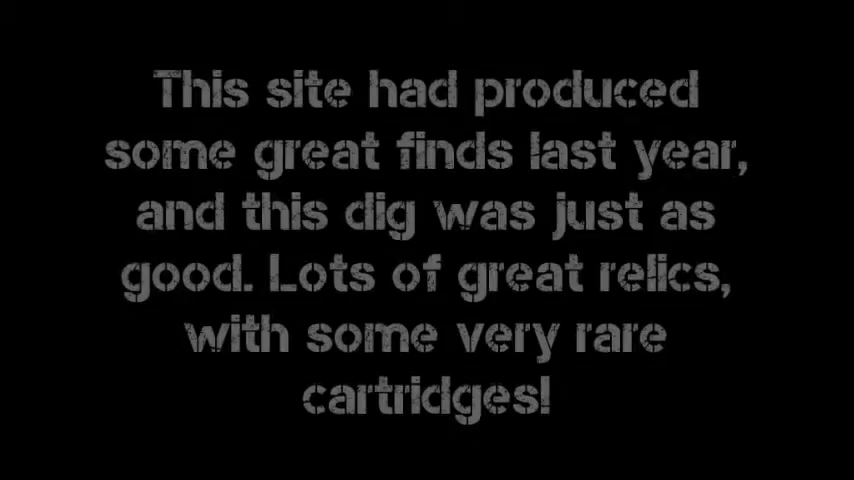 This site had produced
some great finds last year,
and this dig was just as
good. Lots of great relics,
with some very rare
cartridges!